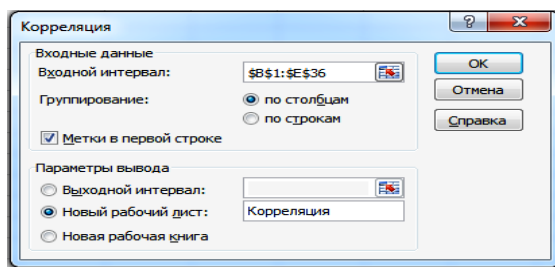 Корреляция
Входные данные
Входной интервал: $B$1:$E$36
Группирование: по столбцам
по строкам
Метки в первой строке
Параметры вывода
Выходной интервал:
Новый рабочий лист: Корреляция
Новая рабочая книга
OK
Отмена
Справка
?
X